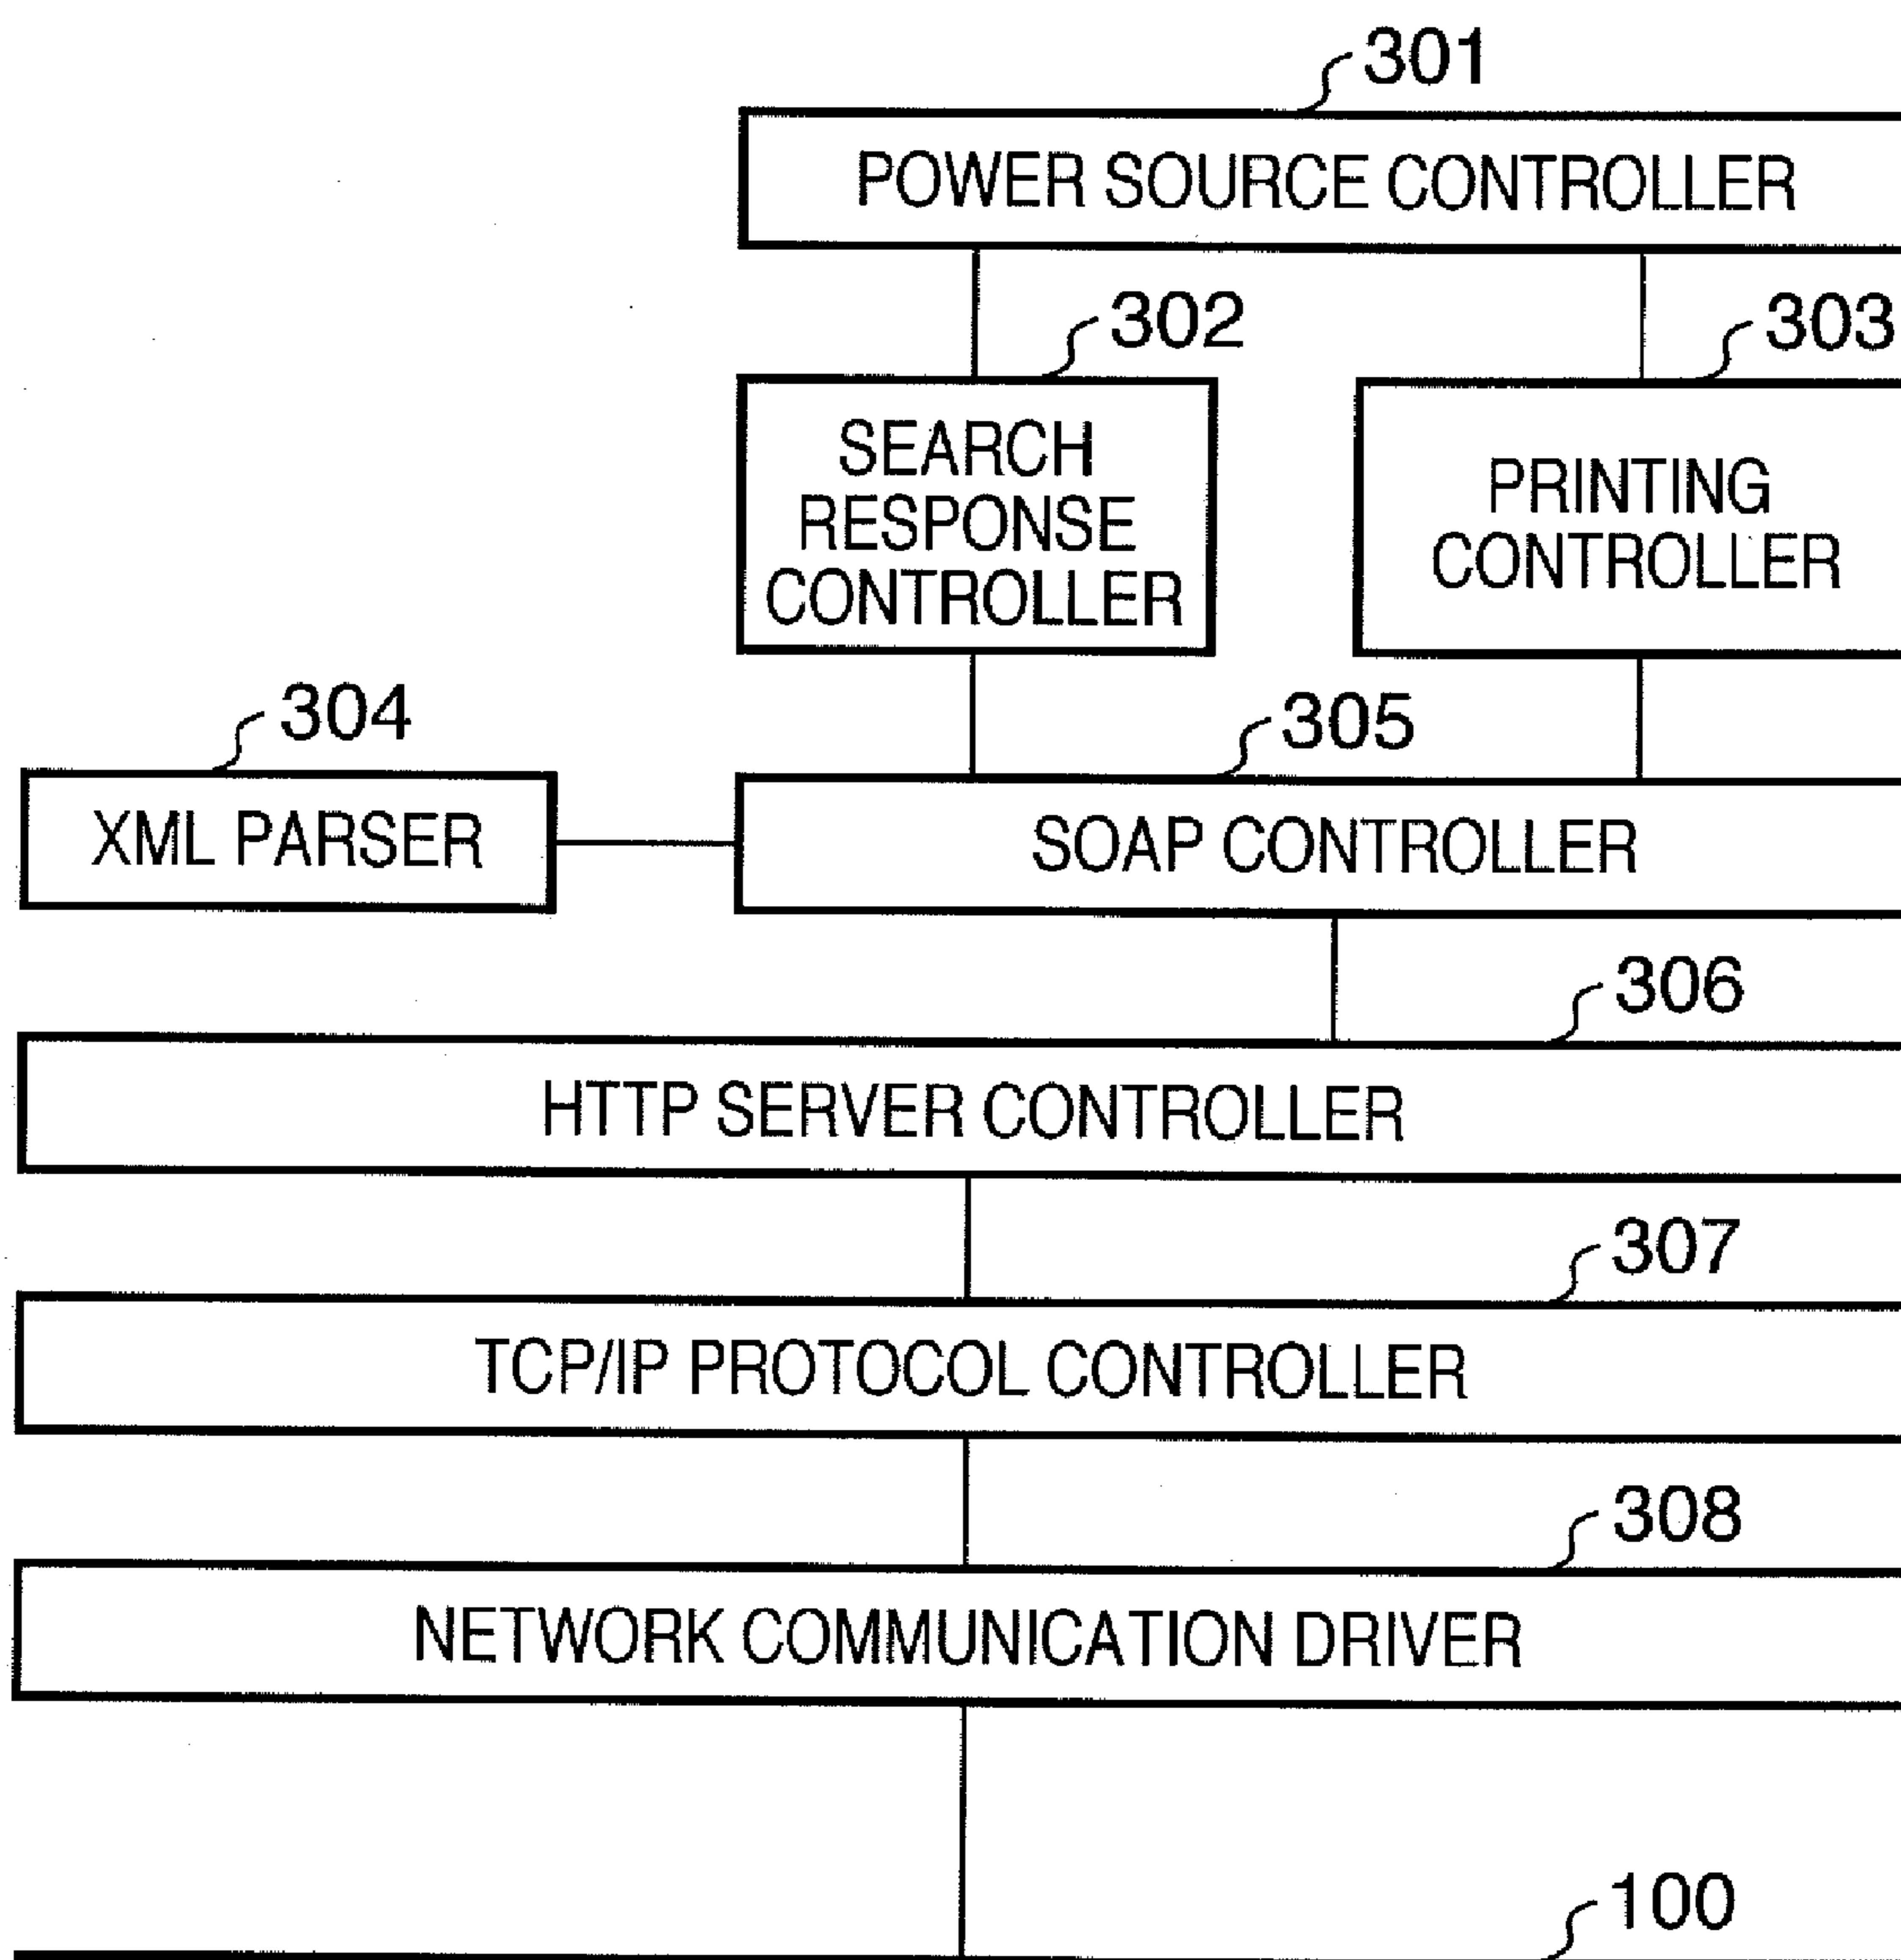 301
POWER SOURCE CONTROLLER
302
303
SEARCH
RESPONSE
CONTROLLER
PRINTING
CONTROLLER
304
305
XML PARSER
SOAP CONTROLLER
306
HTTP SERVER CONTROLLER
307
TCP/IP PROTOCOL CONTROLLER
308
NETWORK COMMUNICATION DRIVER
100